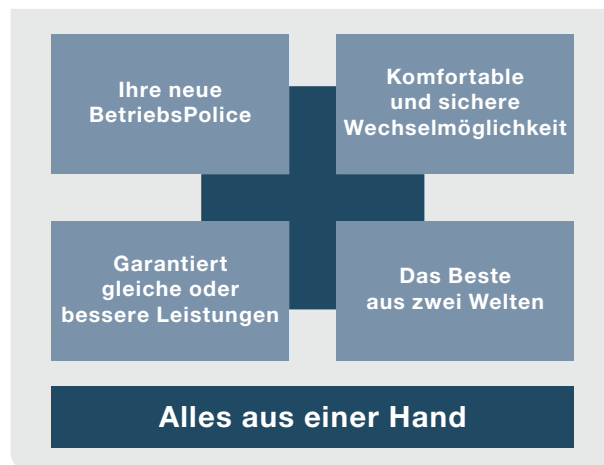 Ihre neue
BetriebsPolice
Komfortable
und sichere
Wechselmöglichkeit
Garantiert
gleiche oder
bessere Leistungen
Das Beste
aus zwei Welten
Alles aus einer Hand